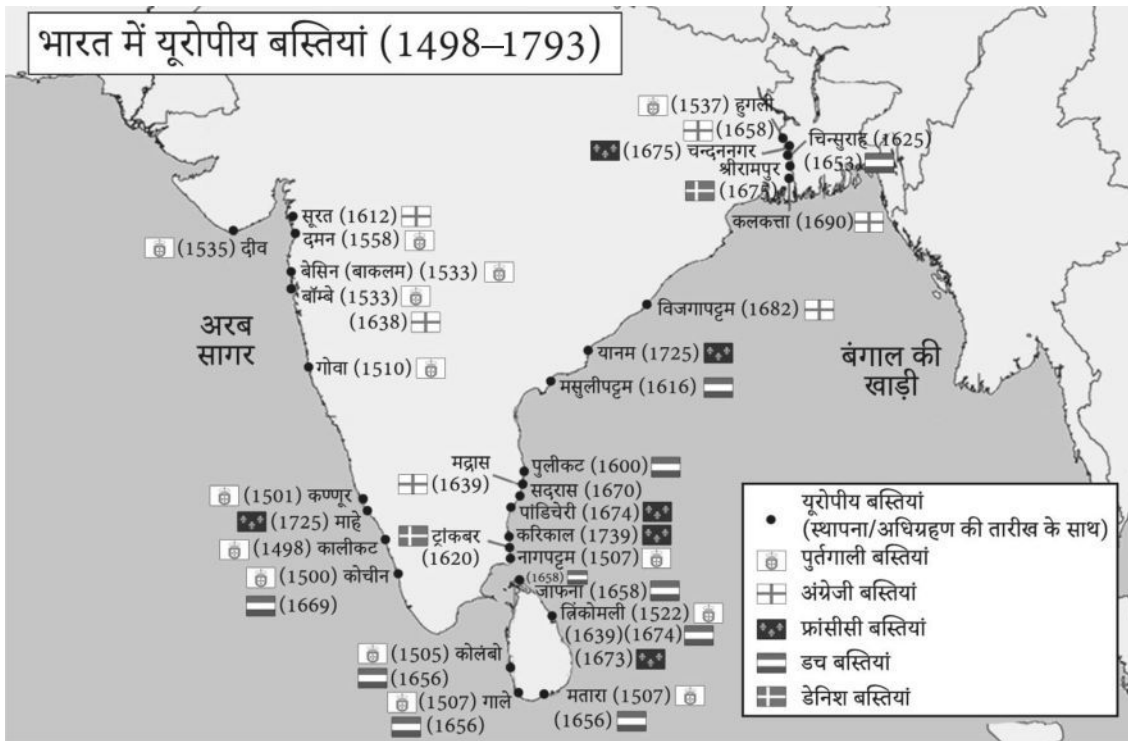 भारत में यूरोपीय बस्तियां (1498–1793)
(1537) हुगली
(1658)
(1675) चन्दननगर
चिन्सुराह (1625)
(1653)
श्रीरामपुर
(1675)
कलकत्ता (1690)
सूरत (1612)
(1535) दीव
दमन (1558)
बेसिन (बाकलम) (1533)
बॉम्बे (1533)
(1638)
अरब
सागर
गोवा (1510)
विजगापट्टम (1682)
यानम (1725)
मसुलीपट्टम (1616)
बंगाल की
खाड़ी
मद्रास
(1639)
पुलीकट (1600)
सदरास (1670)
पांडिचेरी (1674)
करिकाल (1739)
ट्रांकबर
(1620)
नागपट्टम (1507)
(1658)
जाफना (1658)
(1501) कण्णूर
(1725) माहे
(1498) कालीकट
(1500) कोचीन
(1669)
त्रिंकोमली (1522)
(1639)(1674)
(1673)
(1505) कोलंबो
(1656)
(1507) गाले
(1656)
मतारा (1507)
(1656)
यूरोपीय बस्तियां
(स्थापना/अधिग्रहण की तारीख के साथ)
पुर्तगाली बस्तियां
अंग्रेजी बस्तियां
फ्रांसीसी बस्तियां
डच बस्तियां
डेनिश बस्तियां